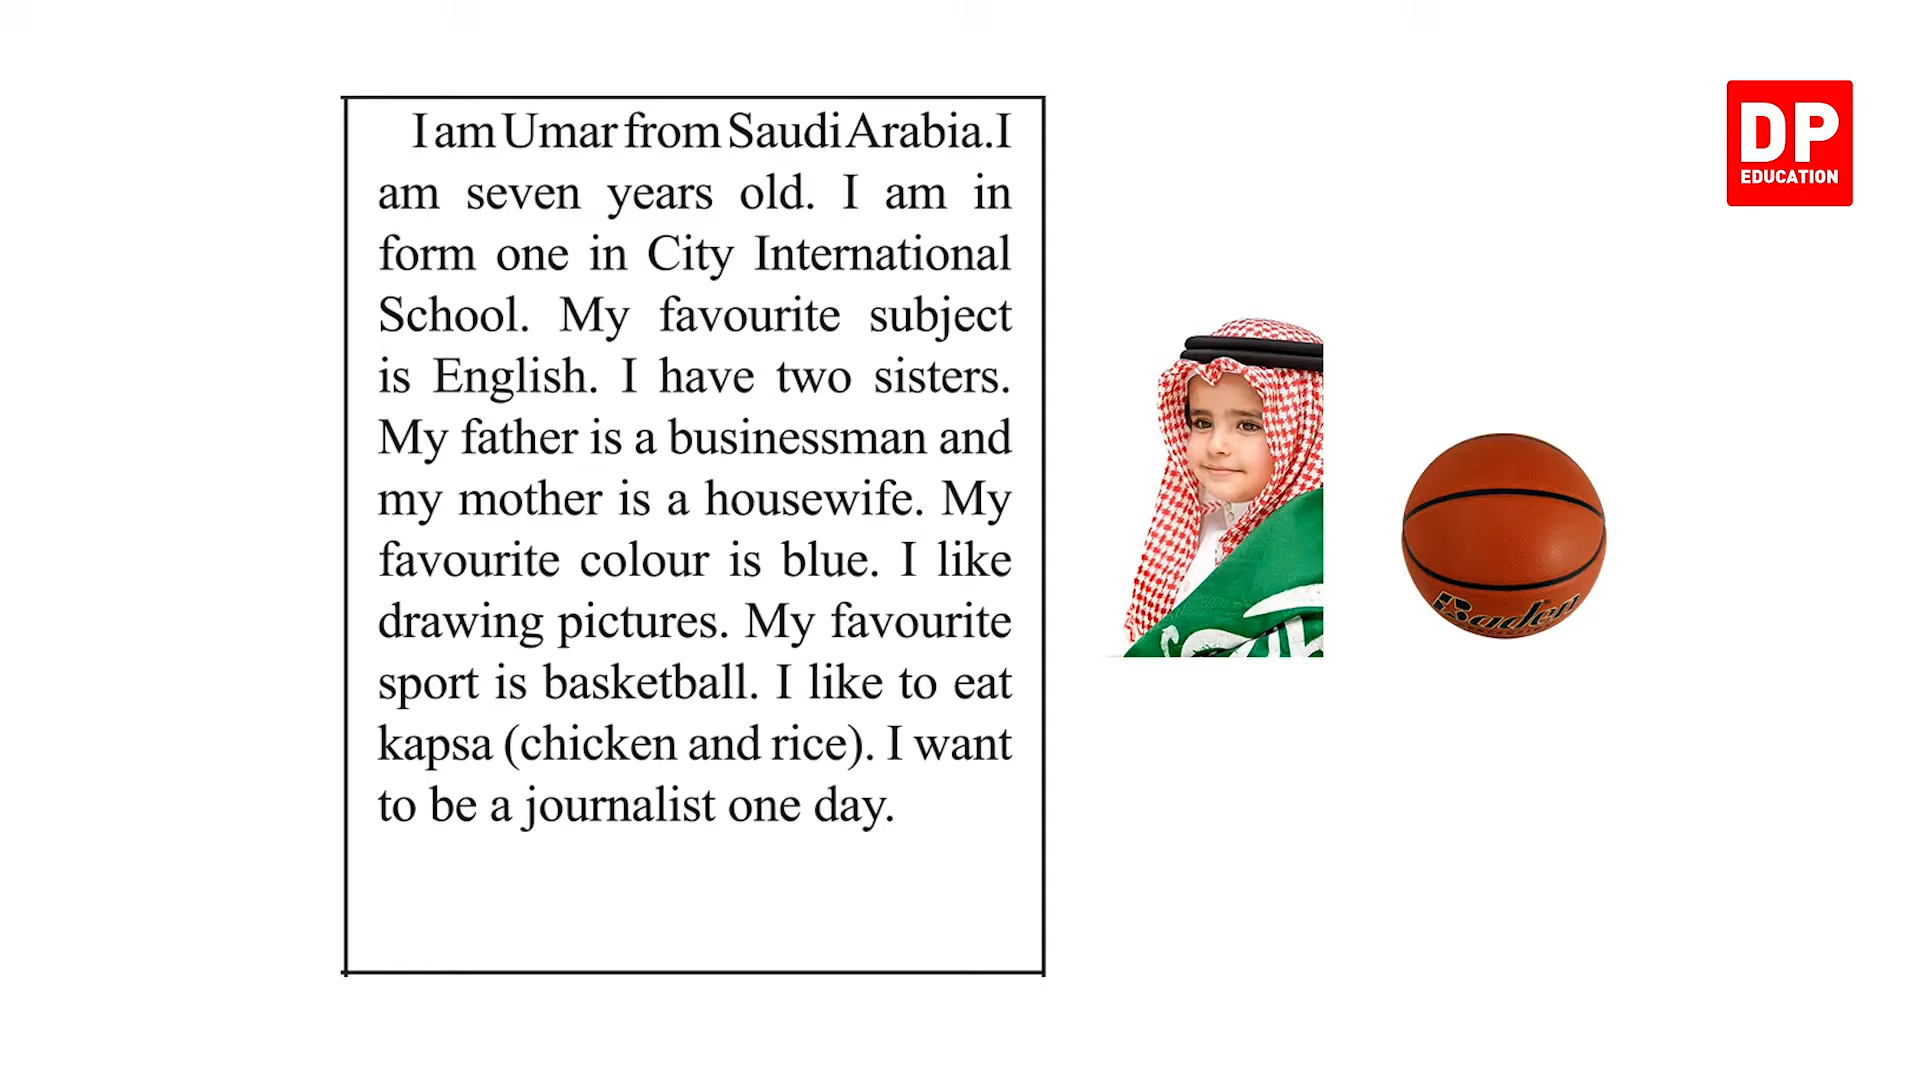 I am Umar from Saudi Arabia. I
am seven years old. I am in
form one in City International
School. My favourite subject
is English. I have two sisters.
My father is a businessman and
my mother is a housewife. My
favourite colour is blue. I like
drawing pictures. My favourite
sport is basketball. I like to eat
kapsa (chicken and rice). I want
to be a journalist one day.
DP
EDUCATION
Baden